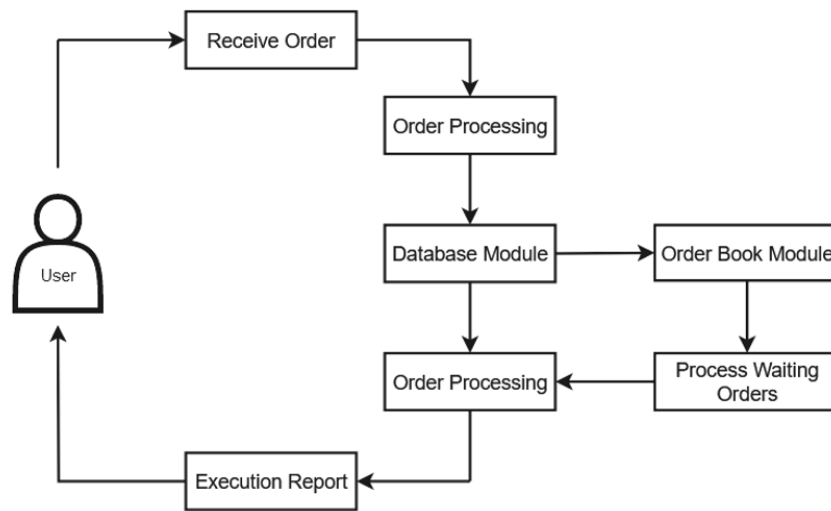 Receive Order
Order Processing
User
Database Module
Order Book Module
Order Processing
Process Waiting
Orders
Execution Report